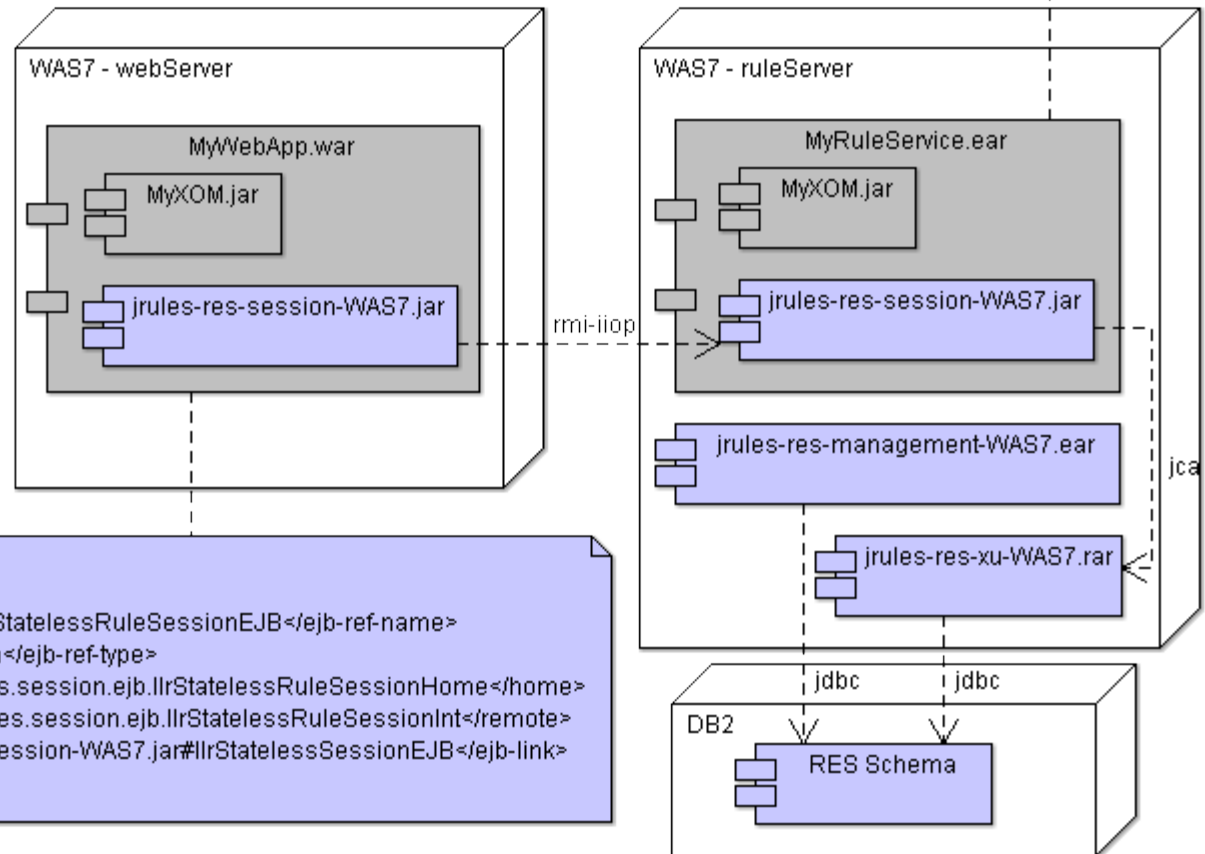 WAS7 - webServer
MyWebApp.war
MyXOM.jar
jrules-res-session-WAS7.jar
rmi-iiop
WAS7 - ruleServer
MyRuleService.ear
MyXOM.jar
jrules-res-session-WAS7.jar
jrules-res-management-WAS7.ear
jca
jrules-res-xu-WAS7.rar
jdbc
jdbc
DB2
RES Schema
StatelessRuleSessionEJB</ejb-ref-name>
</ejb-ref-type>
s.session.ejb.IlrStatelessRuleSessionHome</home>
es.session.ejb.IlrStatelessRuleSessionInt</remote>
ession-WAS7.jar#IlrStatelessSessionEJB</ejb-link>